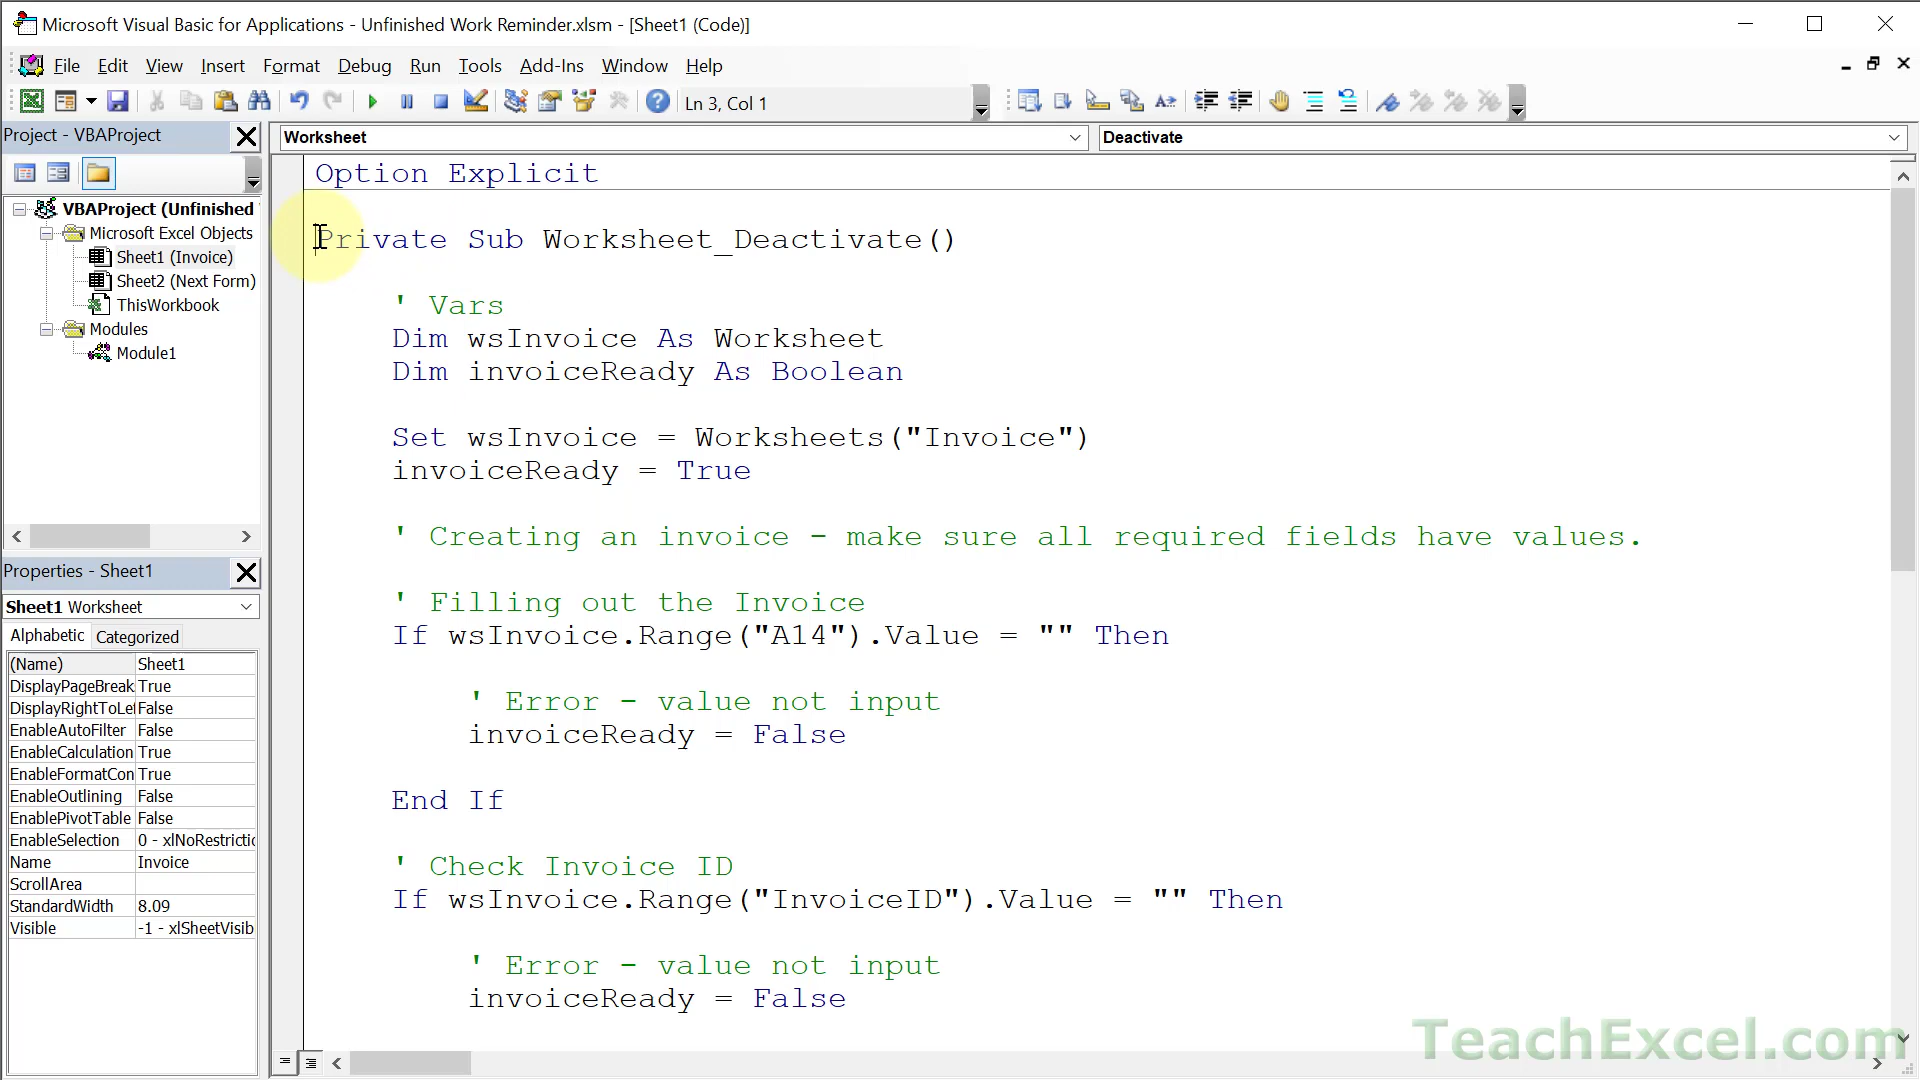 Microsoft Visual Basic for Applications - Unfinished Work Reminder.xlsm - [Sheet1 (Code)]
File Edit View Insert Format Debug Run Tools Add-Ins Window Help
Ln 3, Col 1
Project - VBAProject
Worksheet
Deactivate
VBAProject (Unfinished
Microsoft Excel Objects
Sheet1 (Invoice)
Sheet2 (Next Form)
ThisWorkbook
Modules
Module1
Properties - Sheet1
Sheet1 Worksheet
Alphabetic Categorized
(Name) Sheet1
DisplayPageBreak True
DisplayRightToLef False
EnableAutoFilter False
EnableCalculation True
EnableFormatCon True
EnableOutlining False
EnablePivotTable False
EnableSelection 0 - xlNoRestrictic
Name Invoice
ScrollArea
StandardWidth 8.09
Visible -1 - xlSheetVisib
Option Explicit
Private Sub Worksheet_Deactivate()
' Vars
Dim wsInvoice As Worksheet
Dim invoiceReady As Boolean
Set wsInvoice = Worksheets("Invoice")
invoiceReady = True
' Creating an invoice - make sure all required fields have values.
' Filling out the Invoice
If wsInvoice.Range("A14").Value = "" Then
' Error - value not input
invoiceReady = False
End If
' Check Invoice ID
If wsInvoice.Range("InvoiceID").Value = "" Then
' Error - value not input
invoiceReady = False
TeachExcel.com